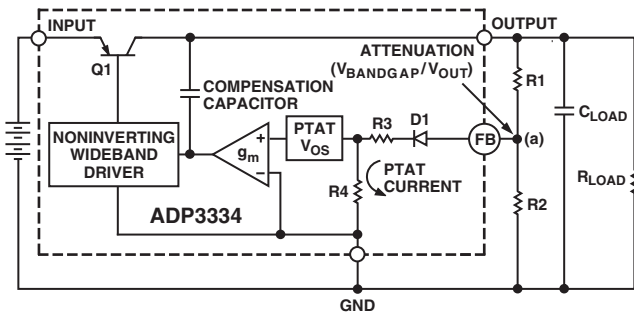 INPUT
OUTPUT
Q1
COMPENSATION
CAPACITOR
ATTENUATION
(VBANDGAP/VOUT)
R1
CLOAD
NONINVERTING
WIDEBAND
DRIVER
gm
+
–
PTAT
VOS
R3
D1
FB
(a)
R4
PTAT
CURRENT
R2
RLOAD
ADP3334
GND